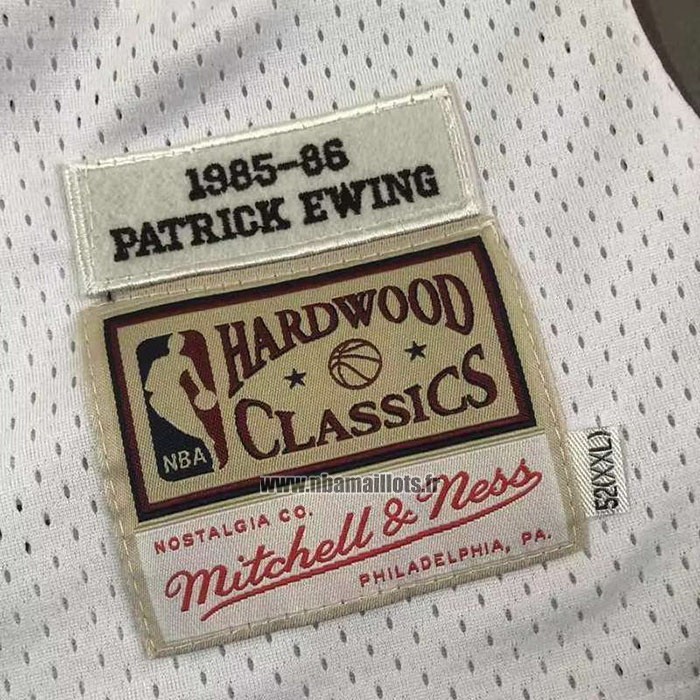 1985-86
PATRICK EWING
HARDWOOD
CLASSICS
NBA
www.nbamaillots.fr
NOSTALGIA CO.
Mitchell & Ness
PHILADELPHIA, PA.
52(XXL)